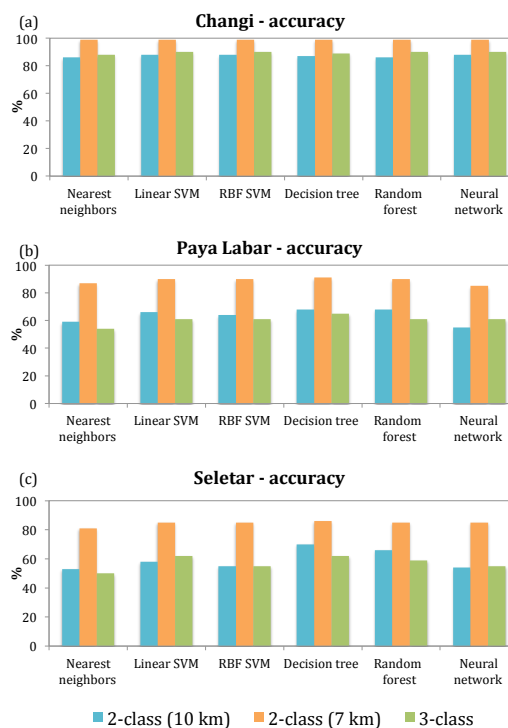 (a)
Changi - accuracy
100
80
60
40
20
0
%
Nearest neighbors
Linear SVM
RBF SVM
Decision tree
Random forest
Neural network
(b)
Paya Labar - accuracy
100
80
60
40
20
0
%
Nearest neighbors
Linear SVM
RBF SVM
Decision tree
Random forest
Neural network
(c)
Seletar - accuracy
100
80
60
40
20
0
%
Nearest neighbors
Linear SVM
RBF SVM
Decision tree
Random forest
Neural network
2-class (10 km)
2-class (7 km)
3-class